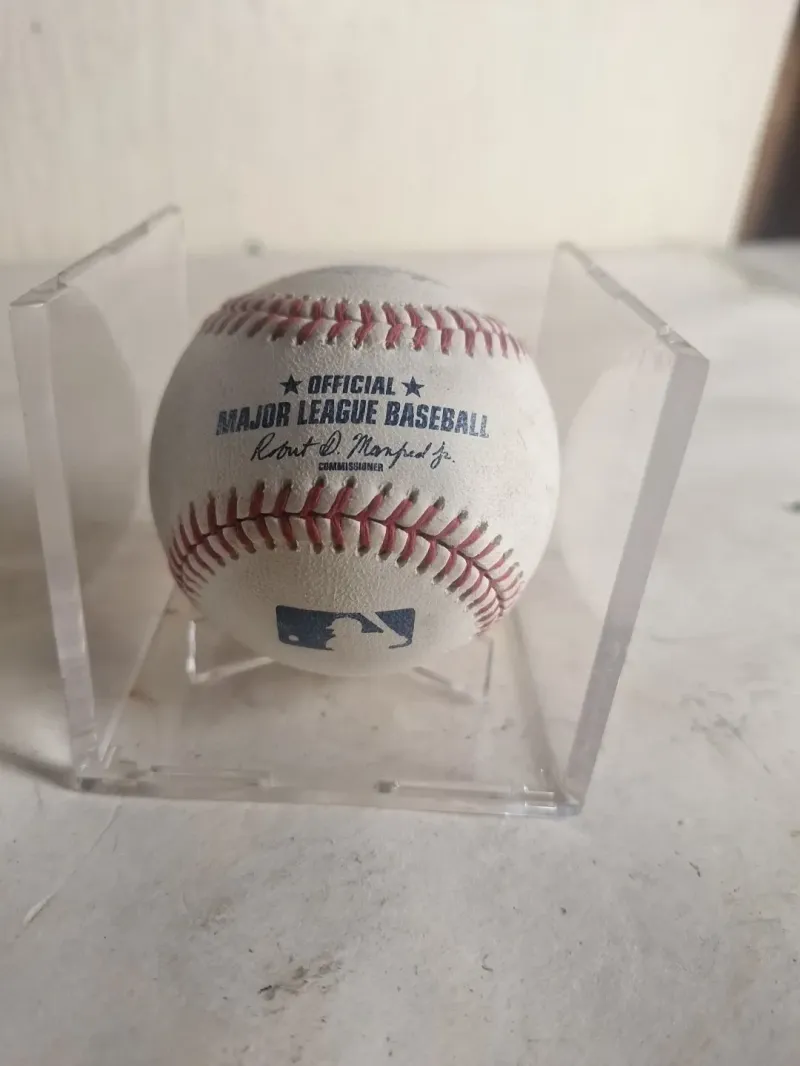 ★ OFFICIAL ★
MAJOR LEAGUE BASEBALL
Robert D. Manfred Jr.
COMMISSIONER